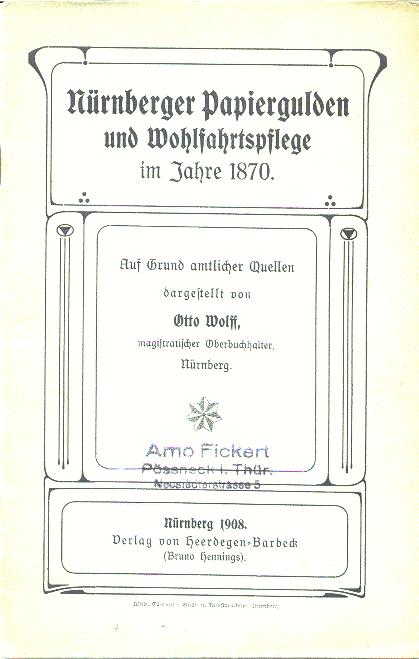 Nürnberger Papiergulden
und Wohlfahrtspflege
im Jahre 1870.
Auf Grund amtlicher Quellen
dargestellt von
Otto Wolff,
magistratischer Oberbuchhalter,
Nürnberg.
Arno Fickert
Pössneck i. Thür.
Neustädterstrasse 5
Nürnberg 1908.
Verlag von Heerdegen-Barbeck
(Bruno Hennings).